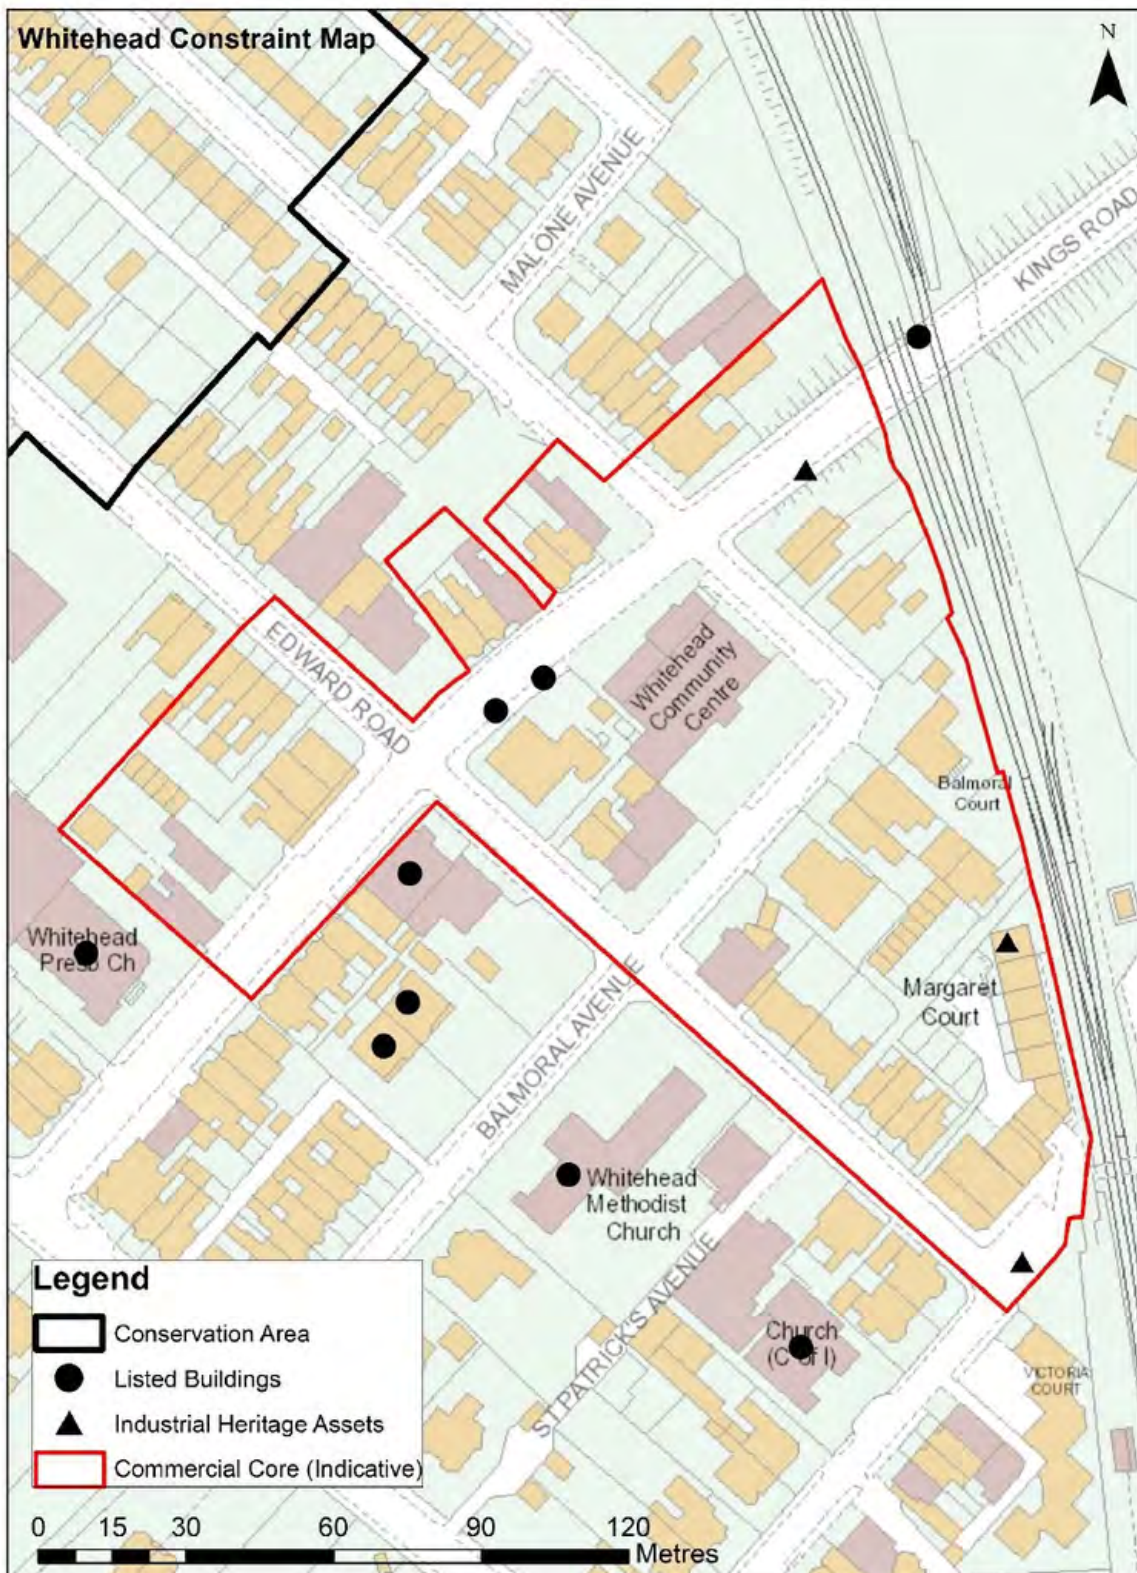 Whitehead Constraint Map
N
MALONE AVENUE
KINGS ROAD
EDWARD ROAD
Whitehead
Community
Centre
Balmoral
Court
Whitehead
Presb Ch
Margaret
Court
BALMORAL AVENUE
Whitehead
Methodist
Church
ST PATRICK'S AVENUE
Church
(C of I)
VICTORIA
COURT
Legend
Conservation Area
Listed Buildings
Industrial Heritage Assets
Commercial Core (Indicative)
0 15 30 60 90 120
Metres